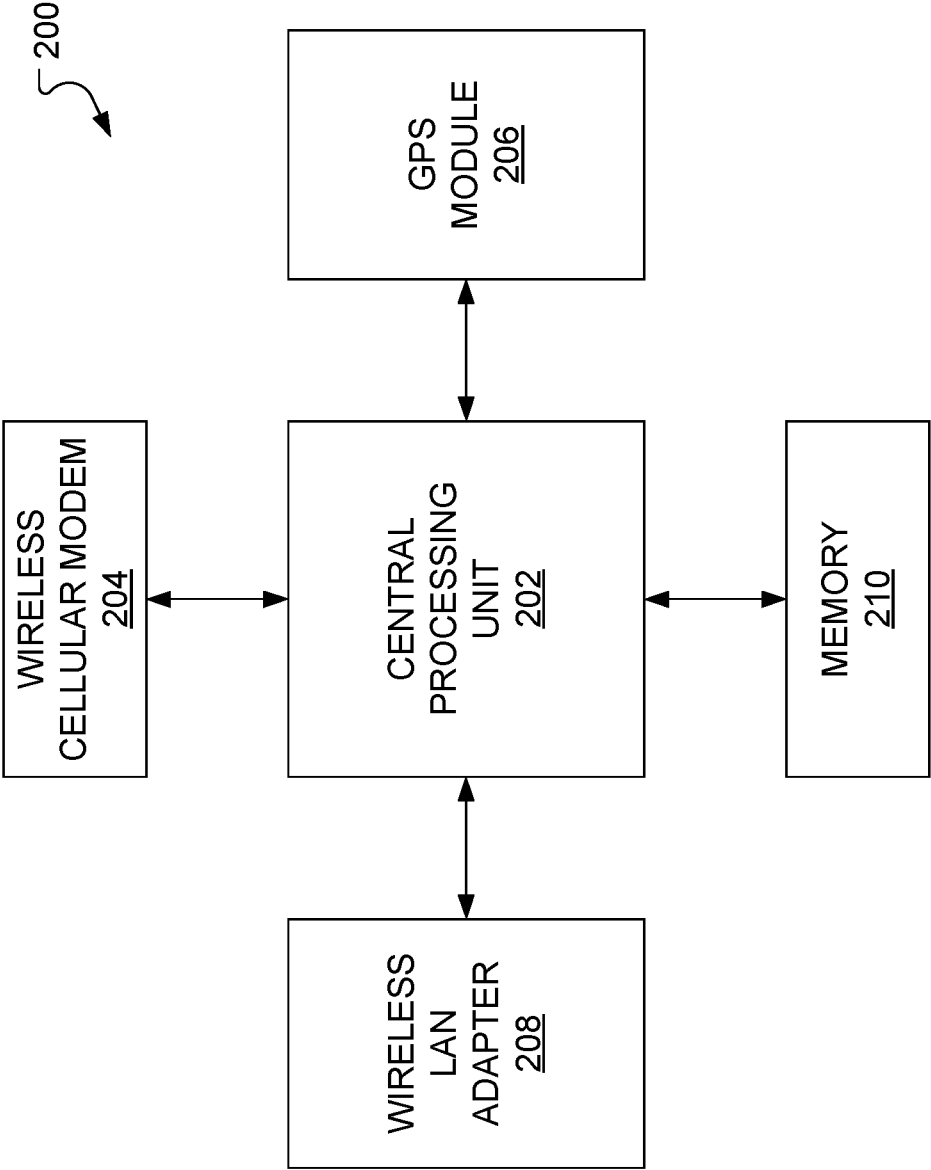 200
WIRELESS
CELLULAR MODEM
204
WIRELESS
LAN
ADAPTER
208
CENTRAL
PROCESSING
UNIT
202
GPS
MODULE
206
MEMORY
210